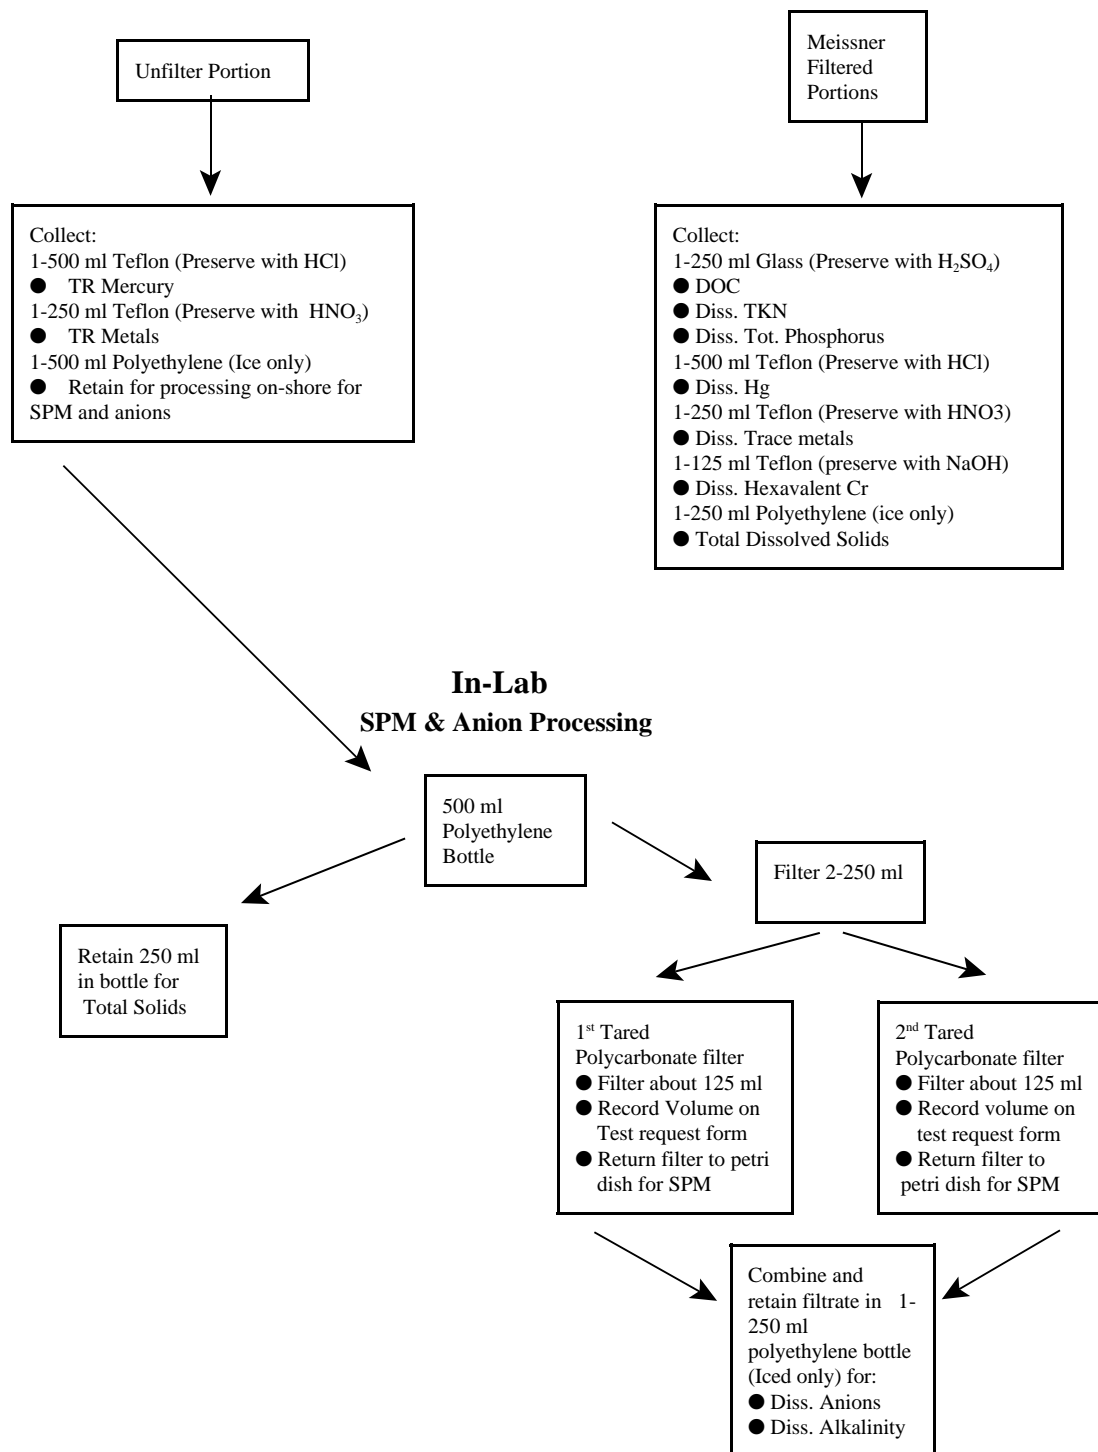 Unfilter Portion
Meissner
Filtered
Portions
Collect:
1-500 ml Teflon (Preserve with HCl)
● TR Mercury
1-250 ml Teflon (Preserve with HNO₃)
● TR Metals
1-500 ml Polyethylene (Ice only)
● Retain for processing on-shore for
SPM and anions
Collect:
1-250 ml Glass (Preserve with H₂SO₄)
● DOC
● Diss. TKN
● Diss. Tot. Phosphorus
1-500 ml Teflon (Preserve with HCl)
● Diss. Hg
1-250 ml Teflon (Preserve with HNO3)
● Diss. Trace metals
1-125 ml Teflon (preserve with NaOH)
● Diss. Hexavalent Cr
1-250 ml Polyethylene (ice only)
● Total Dissolved Solids
In-Lab
SPM & Anion Processing
500 ml
Polyethylene
Bottle
Filter 2-250 ml
Retain 250 ml
in bottle for
Total Solids
1st Tared
Polycarbonate filter
● Filter about 125 ml
● Record Volume on
Test request form
● Return filter to petri
dish for SPM
2nd Tared
Polycarbonate filter
● Filter about 125 ml
● Record volume on
test request form
● Return filter to
petri dish for SPM
Combine and
retain filtrate in 1-
250 ml
polyethylene bottle
(Iced only) for:
● Diss. Anions
● Diss. Alkalinity